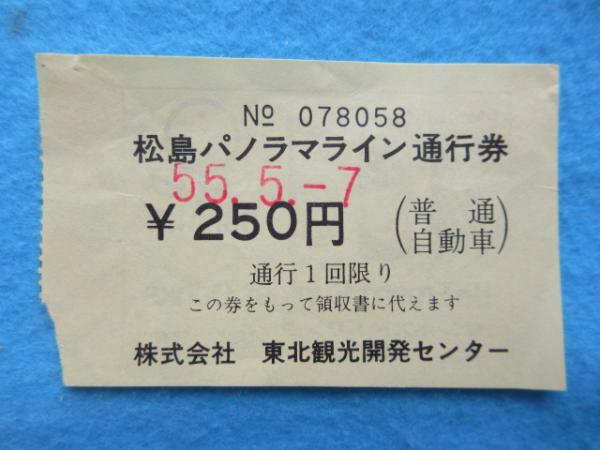 № 078058
松島パノラマライン通行券
55.5.-7
¥250円 (普通自動車)
通行1回限り
この券をもって領収書に代えます
株式会社 東北観光開発センター